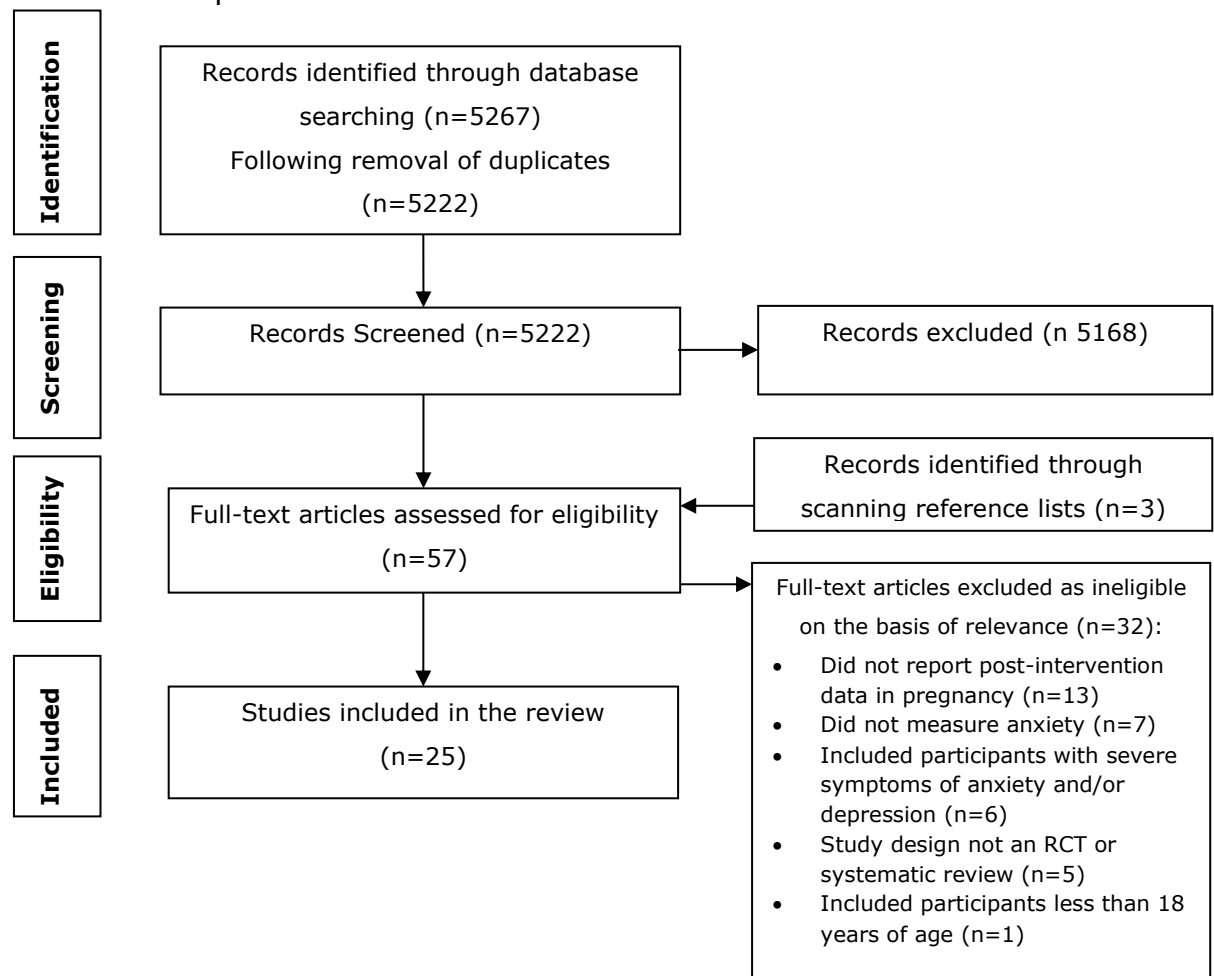 Identification
Records identified through database
searching (n=5267)
Following removal of duplicates
(n=5222)
Screening
Records Screened (n=5222)
Records excluded (n 5168)
Eligibility
Records identified through
scanning reference lists (n=3)
Full-text articles assessed for eligibility
(n=57)
Full-text articles excluded as ineligible
on the basis of relevance (n=32):
• Did not report post-intervention
data in pregnancy (n=13)
• Did not measure anxiety (n=7)
• Included participants with severe
symptoms of anxiety and/or
depression (n=6)
• Study design not an RCT or
systematic review (n=5)
• Included participants less than 18
years of age (n=1)
Included
Studies included in the review
(n=25)